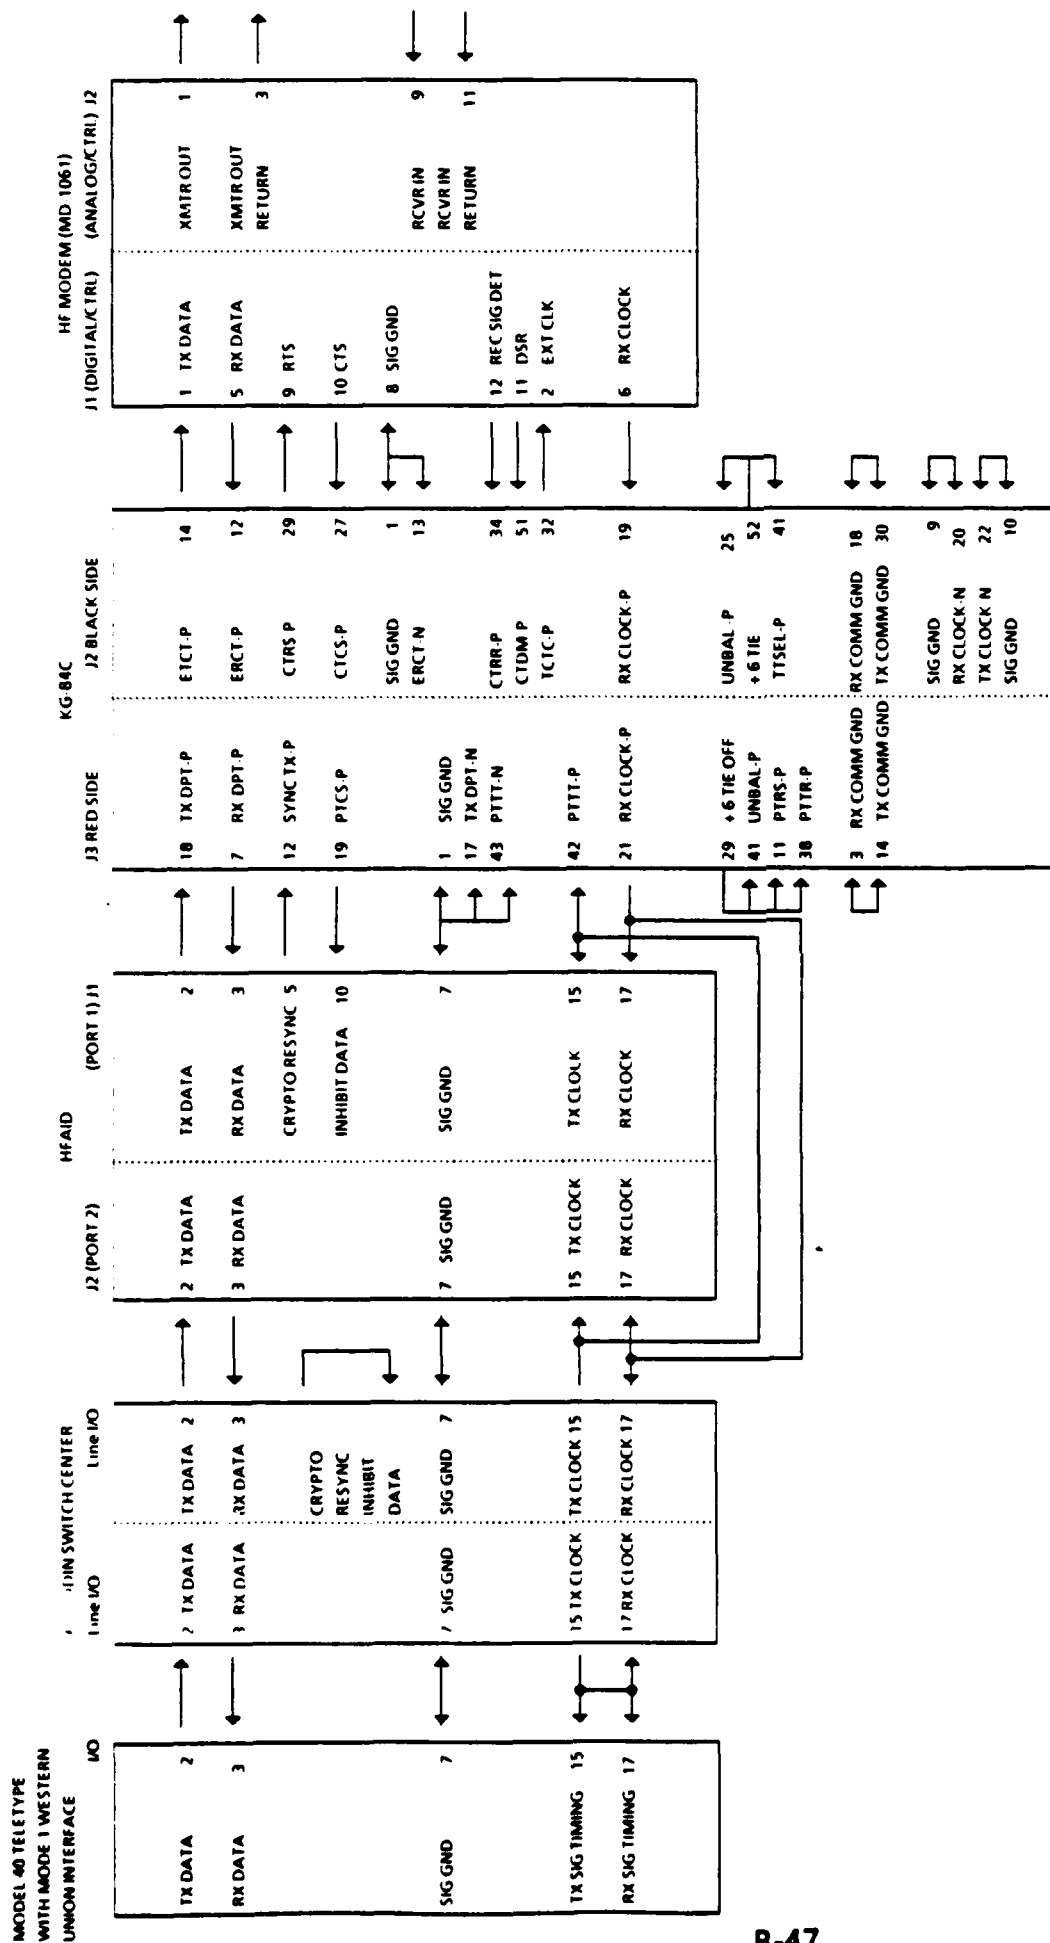 MODEL 40 TELETYPE
WITH MODE I WESTERN
UNION INTERFACE
I/O
TX DATA 2
RX DATA 3
SIG GND 7
TX SIG TIMING 15
RX SIG TIMING 17
DIN SWITCH CENTER
Line I/O
Line I/O
2 TX DATA
TX DATA 2
3 RX DATA
RX DATA 3
CRYPTO
RESYNC
INHIBIT
DATA
7 SIG GND
SIG GND 7
15 TX CLOCK
TX CLOCK 15
17 RX CLOCK
RX CLOCK 17
HFAID
J2 (PORT 2)
(PORT 1) J1
2 TX DATA
TX DATA 2
3 RX DATA
RX DATA 3
CRYPTO RESYNC 5
INHIBIT DATA 10
7 SIG GND
SIG GND 7
15 TX CLOCK
TX CLOCK 15
17 RX CLOCK
RX CLOCK 17
KG-84C
J3 RED SIDE
J2 BLACK SIDE
18 TX DPT-P
ETCT-P 14
7 RX DPT-P
ERCT-P 12
12 SYNC TX-P
CTRS P 29
19 PTCS-P
CTCS-P 27
1 SIG GND
SIG GND 1
17 TX DPT-N
ERCT-N 13
43 PTTT-N
CTRR-P 34
CTDM P 51
42 PTTT-P
TCTC-P 32
21 RX CLOCK-P
RX CLOCK-P 19
29 +6 TIE OFF
UNBAL-P 25
41 UNBAL-P
+6 TIE 52
11 PTRS-P
TTSEL-P 41
38 PTTR-P
3 RX COMM GND
RX COMM GND 18
14 TX COMM GND
TX COMM GND 30
SIG GND 9
RX CLOCK-N 20
TX CLOCK N 22
SIG GND 10
HF MODEM (MD 1061)
J1 (DIGITAL/CTRL)
(ANALOG/CTRL) J2
1 TX DATA
XMTR OUT 1
5 RX DATA
XMTR OUT
RETURN 3
9 RTS
10 CTS
8 SIG GND
RCVR IN 9
RCVR IN
RETURN 11
12 REC SIG DET
11 DSR
2 EXT CLK
6 RX CLOCK
B-47